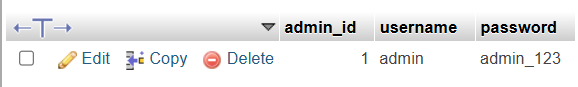 admin_id username password
Edit Copy Delete 1 admin admin_123